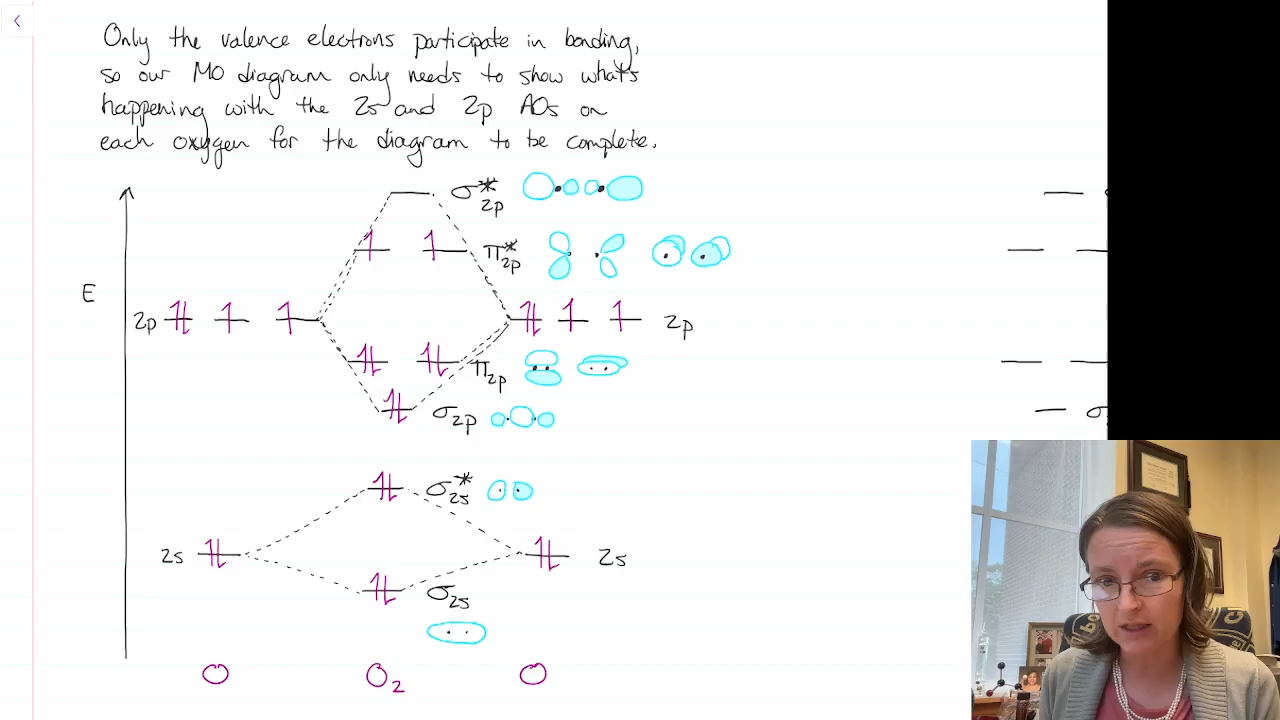 Only the valence electrons participate in bonding,
so our MO diagram only needs to show what's
happening with the 2s and 2p AOs on
each oxygen for the diagram to be complete.
σ*2p
π*2p
E
2p
2p
π2p
σ2p
σ*2s
2s
2s
σ2s
O
O2
O
σ